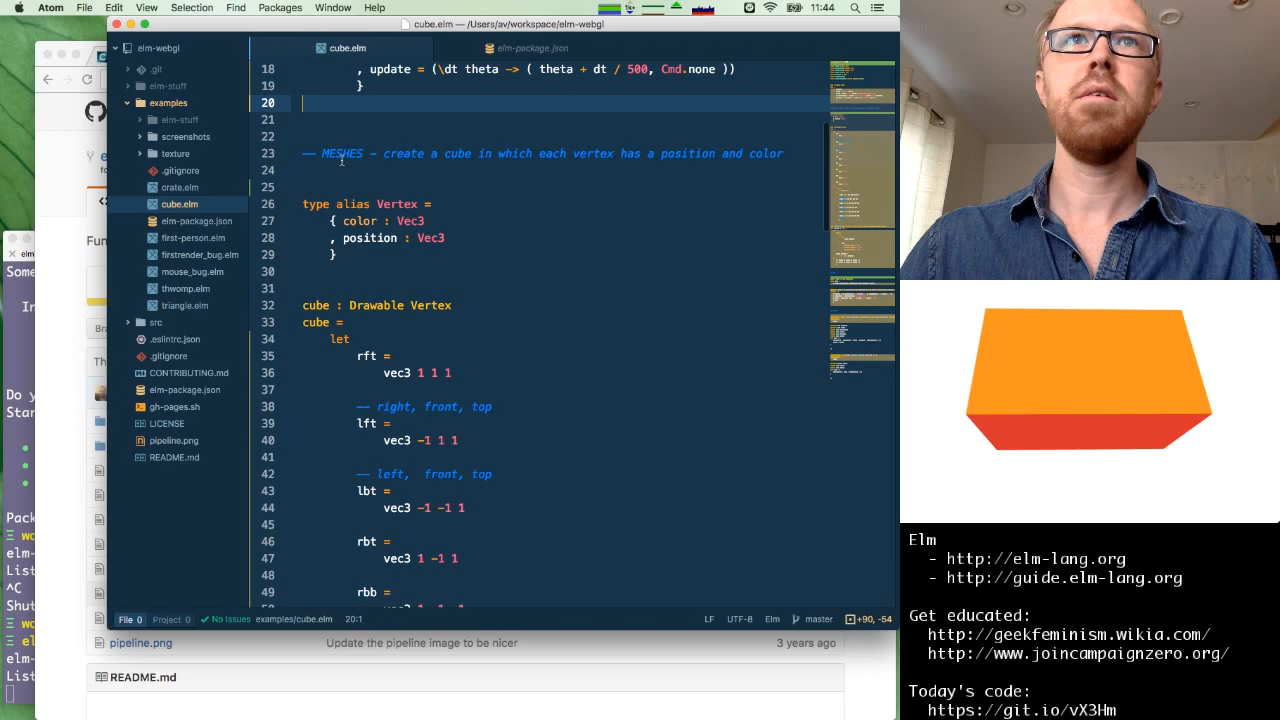 Atom File Edit View Selection Find Packages Window Help
11:44
cube.elm — /Users/av/workspace/elm-webgl
elm-webgl
.git
elm-stuff
examples
elm-stuff
screenshots
texture
.gitignore
crate.elm
cube.elm
elm-package.json
first-person.elm
firstrender_bug.elm
mouse_bug.elm
thwomp.elm
triangle.elm
src
.eslintrc.json
.gitignore
CONTRIBUTING.md
elm-package.json
gh-pages.sh
LICENSE
pipeline.png
README.md
cube.elm
elm-package.json
18 , update = (\dt theta -> ( theta + dt / 500, Cmd.none ))
19 }
20
21
22
23 -- MESHES - create a cube in which each vertex has a position and color
24
25
26 type alias Vertex =
27 { color : Vec3
28 , position : Vec3
29 }
30
31
32 cube : Drawable Vertex
33 cube =
34 let
35 rft =
36 vec3 1 1 1
37
38 -- right, front, top
39 lft =
40 vec3 -1 1 1
41
42 -- left,  front, top
43 lbt =
44 vec3 -1 -1 1
45
46 rbt =
47 vec3 1 -1 1
48
49 rbb =
File 0 Project 0 No Issues examples/cube.elm 20:1
LF UTF-8 Elm master +90, -54
pipeline.png Update the pipeline image to be nicer 3 years ago
README.md
Elm
- http://elm-lang.org
- http://guide.elm-lang.org
Get educated:
http://geekfeminism.wikia.com/
http://www.joincampaignzero.org/
Today's code:
https://git.io/vX3Hm